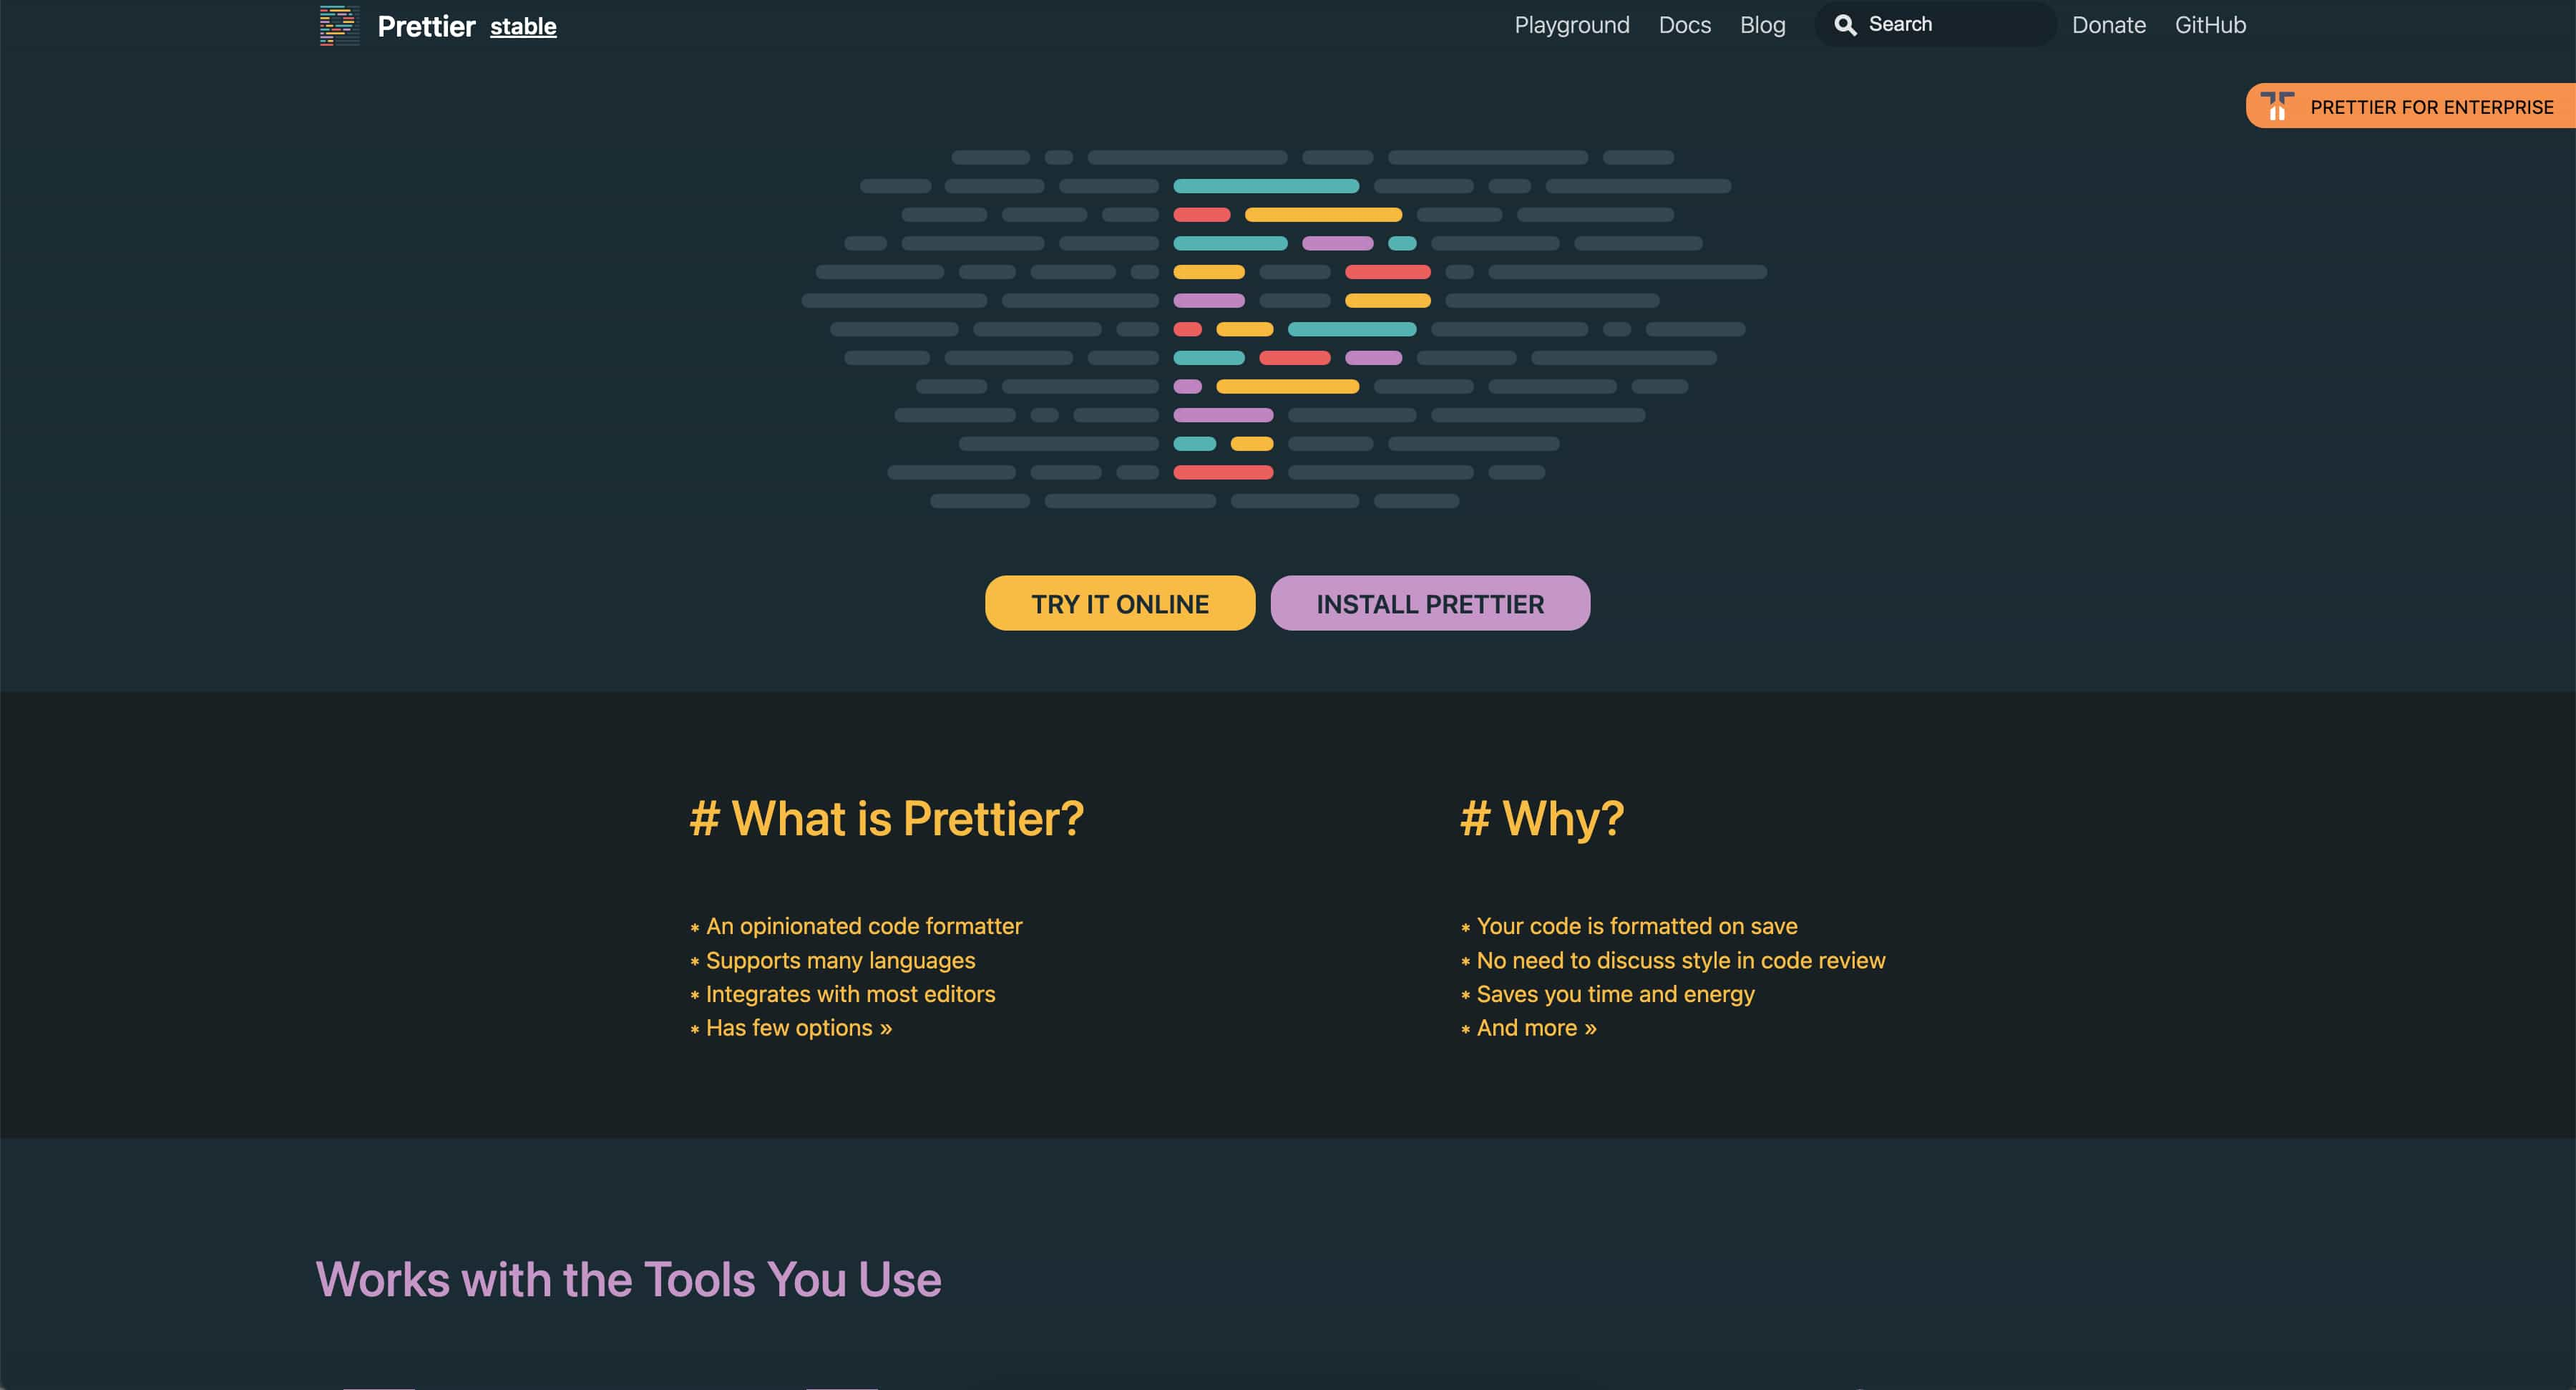 Prettier stable
Playground Docs Blog Search Donate GitHub
PRETTIER FOR ENTERPRISE
TRY IT ONLINE
INSTALL PRETTIER
# What is Prettier?
* An opinionated code formatter
* Supports many languages
* Integrates with most editors
* Has few options »
# Why?
* Your code is formatted on save
* No need to discuss style in code review
* Saves you time and energy
* And more »
Works with the Tools You Use